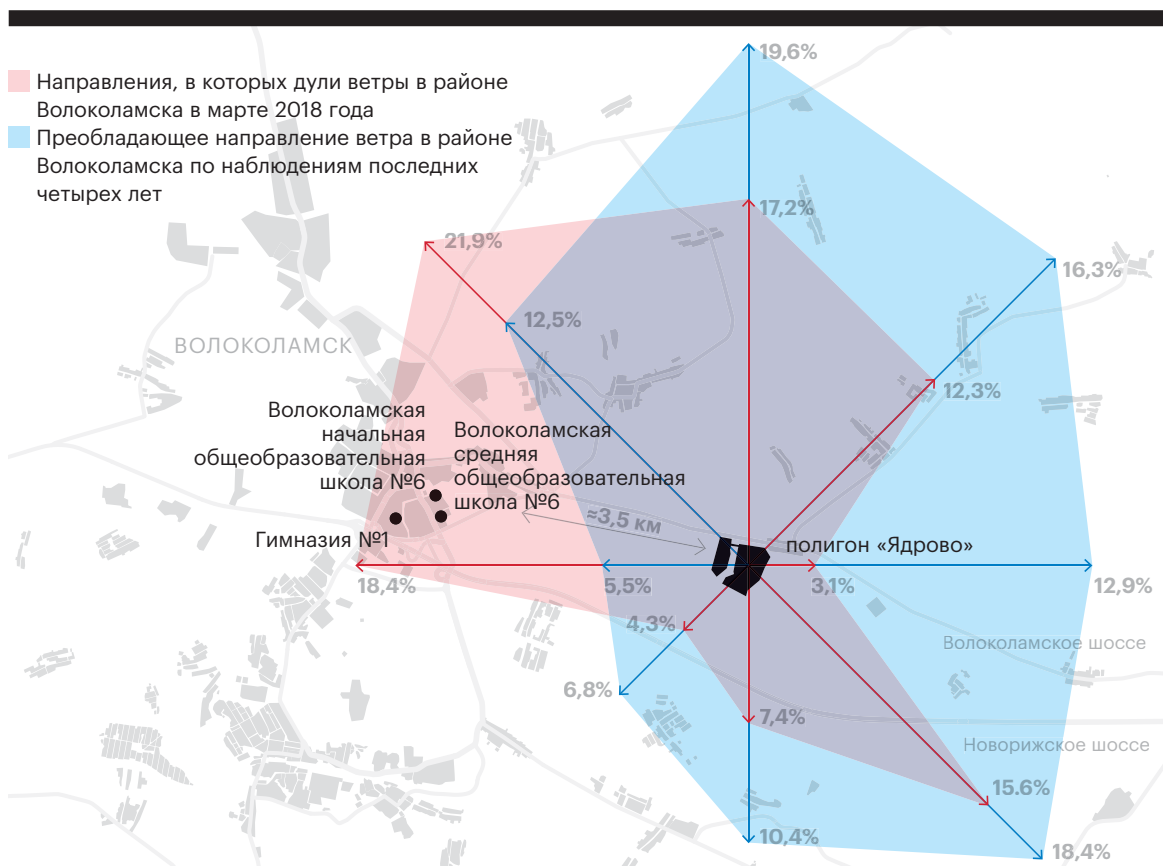 Направления, в которых дули ветры в районе
Волоколамска в марте 2018 года
Преобладающее направление ветра в районе
Волоколамска по наблюдениям последних
четырех лет
19,6%
17,2%
21,9%
16,3%
12,5%
ВОЛОКОЛАМСК
12,3%
Волоколамская
начальная
общеобразовательная
школа №6
Волоколамская
средняя
общеобразовательная
школа №6
≈3,5 км
Гимназия №1
полигон «Ядрово»
18,4%
5,5%
3,1%
12,9%
4,3%
Волоколамское шоссе
6,8%
7,4%
Новорижское шоссе
15.6%
10,4%
18,4%